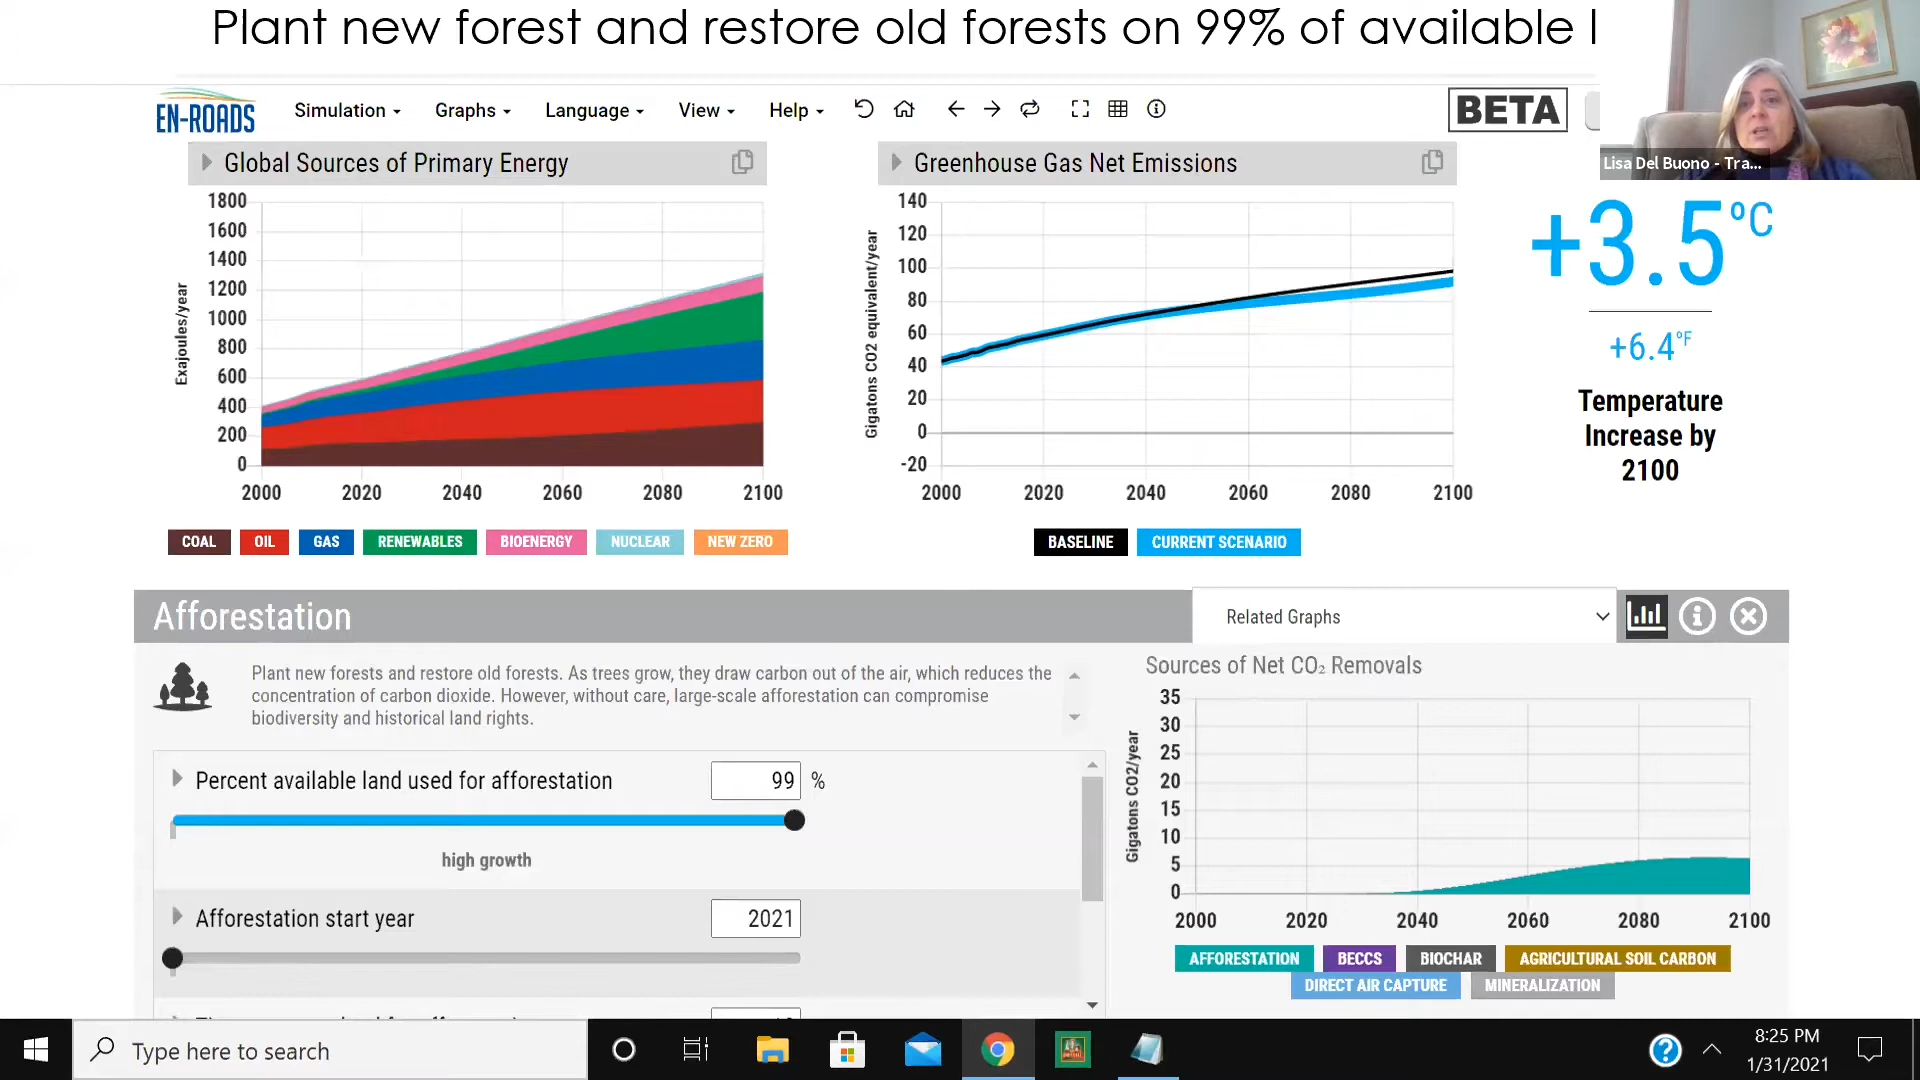 Plant new forest and restore old forests on 99% of available l
EN-ROADS
Simulation Graphs Language View Help
BETA
Lisa Del Buono - Tra...
Global Sources of Primary Energy
Exajoules/year
1800
1600
1400
1200
1000
800
600
400
200
0
2000 2020 2040 2060 2080 2100
COAL OIL GAS RENEWABLES BIOENERGY NUCLEAR NEW ZERO
Greenhouse Gas Net Emissions
Gigatons CO2 equivalent/year
140
120
100
80
60
40
20
0
-20
2000 2020 2040 2060 2080 2100
BASELINE CURRENT SCENARIO
+3.5°C
+6.4°F
Temperature
Increase by
2100
Afforestation
Related Graphs
Plant new forests and restore old forests. As trees grow, they draw carbon out of the air, which reduces the
concentration of carbon dioxide. However, without care, large-scale afforestation can compromise
biodiversity and historical land rights.
Percent available land used for afforestation 99 %
high growth
Afforestation start year 2021
Sources of Net CO₂ Removals
Gigatons CO2/year
35
30
25
20
15
10
5
0
2000 2020 2040 2060 2080 2100
AFFORESTATION BECCS BIOCHAR AGRICULTURAL SOIL CARBON
DIRECT AIR CAPTURE MINERALIZATION
Type here to search
8:25 PM
1/31/2021